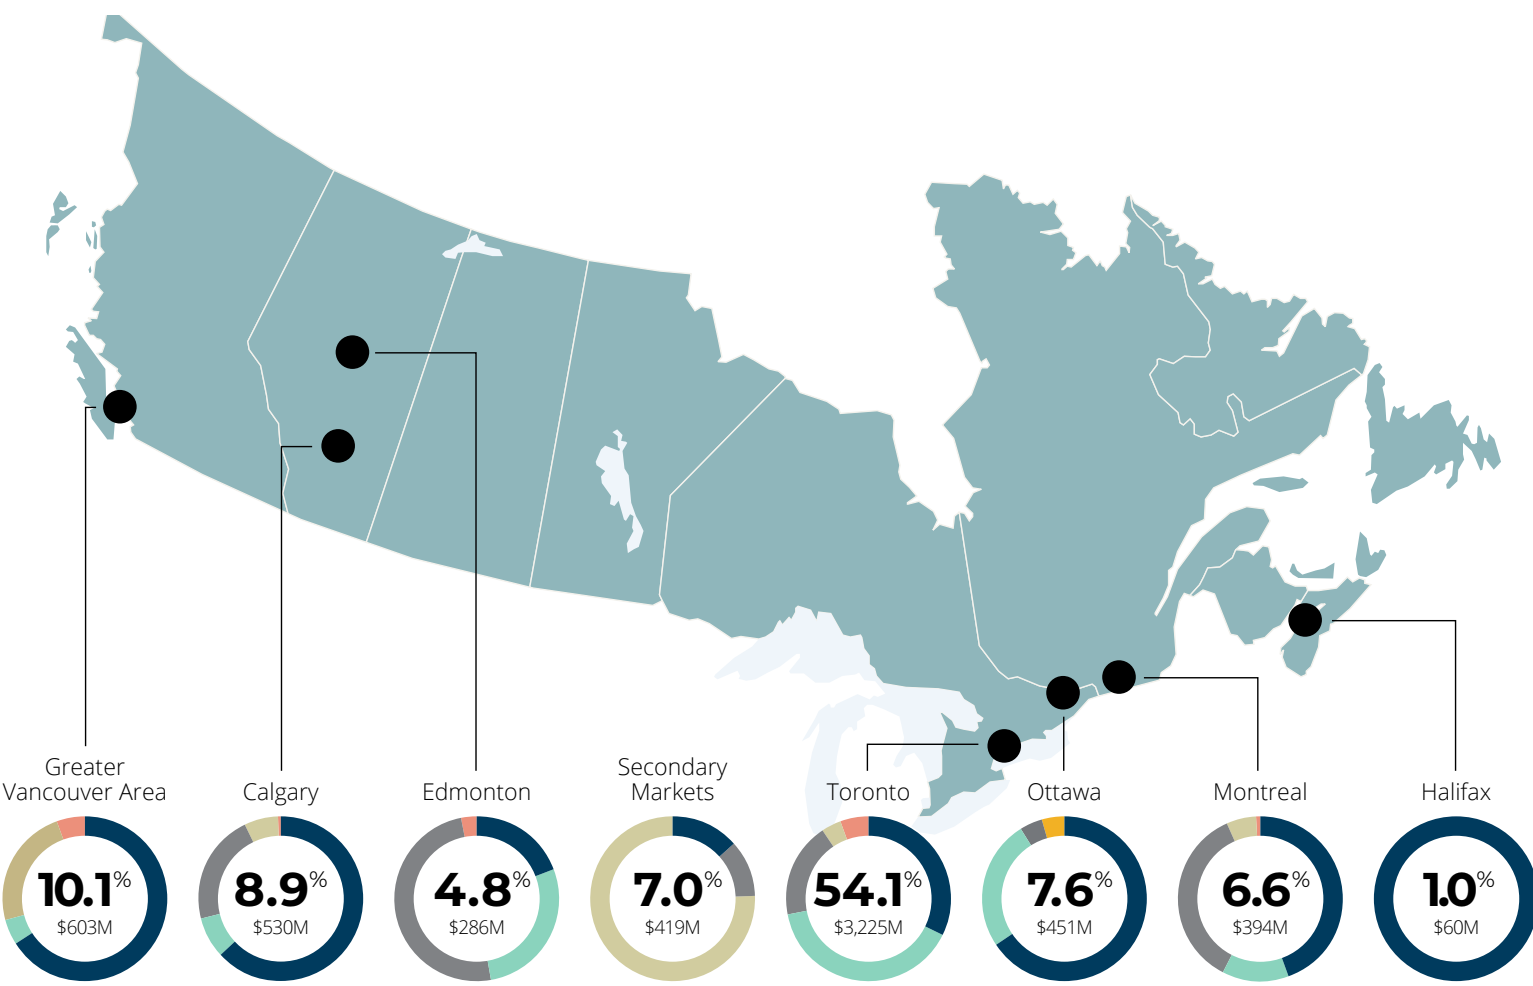 Greater
Vancouver Area
10.1%
$603M
Calgary
8.9%
$530M
Edmonton
4.8%
$286M
Secondary
Markets
7.0%
$419M
Toronto
54.1%
$3,225M
Ottawa
7.6%
$451M
Montreal
6.6%
$394M
Halifax
1.0%
$60M